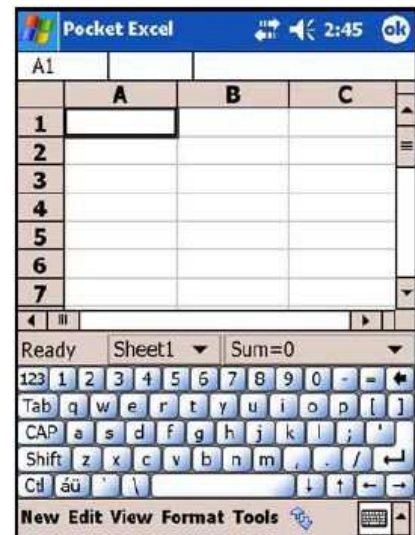 Pocket Excel 2:45 ok
A1
A B C
1
2
3
4
5
6
7
Ready Sheet1 Sum=0
123 1 2 3 4 5 6 7 8 9 0 - =
Tab q w e r t y u i o p [ ]
CAP a s d f g h j k l ; '
Shift z x c v b n m , . /
Ctl áü ` \
New Edit View Format Tools